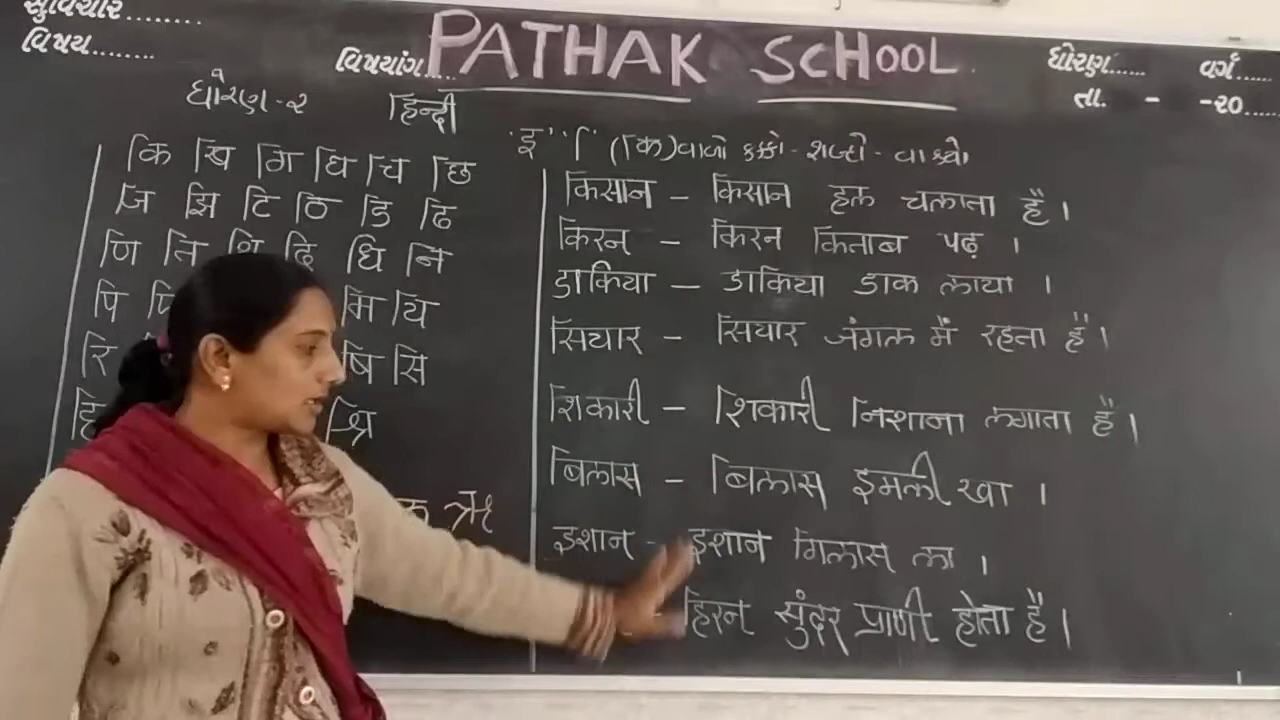 સુવિચાર........
વિષય.......
વિષયાંગ....
PATHAK SCHOOL
ધોરણ...... વર્ગ......
તા. - -૨૦.....
ધોરણ-૨ हिन्दी
कि खि गि घि चि छि
जि झि टि ठि डि ढि
णि ति थि दि धि नि
पि मि यि
रि षि सि
श्रि
ऋ
इ ि (कि)વાળો કક્કો - શબ્દો - વાક્યો
किसान - किसान हल चलाता है।
किरन - किरन किताब पढ़ ।
डाकिया - डाकिया डाक लाया ।
सियार - सियार जंगल में रहता है।
शिकारी - शिकारी निशाना लगाता है।
बिलास - बिलास इमली खा ।
इशान - इशान गिलास ला ।
हिरन सुंदर प्राणी होता है।